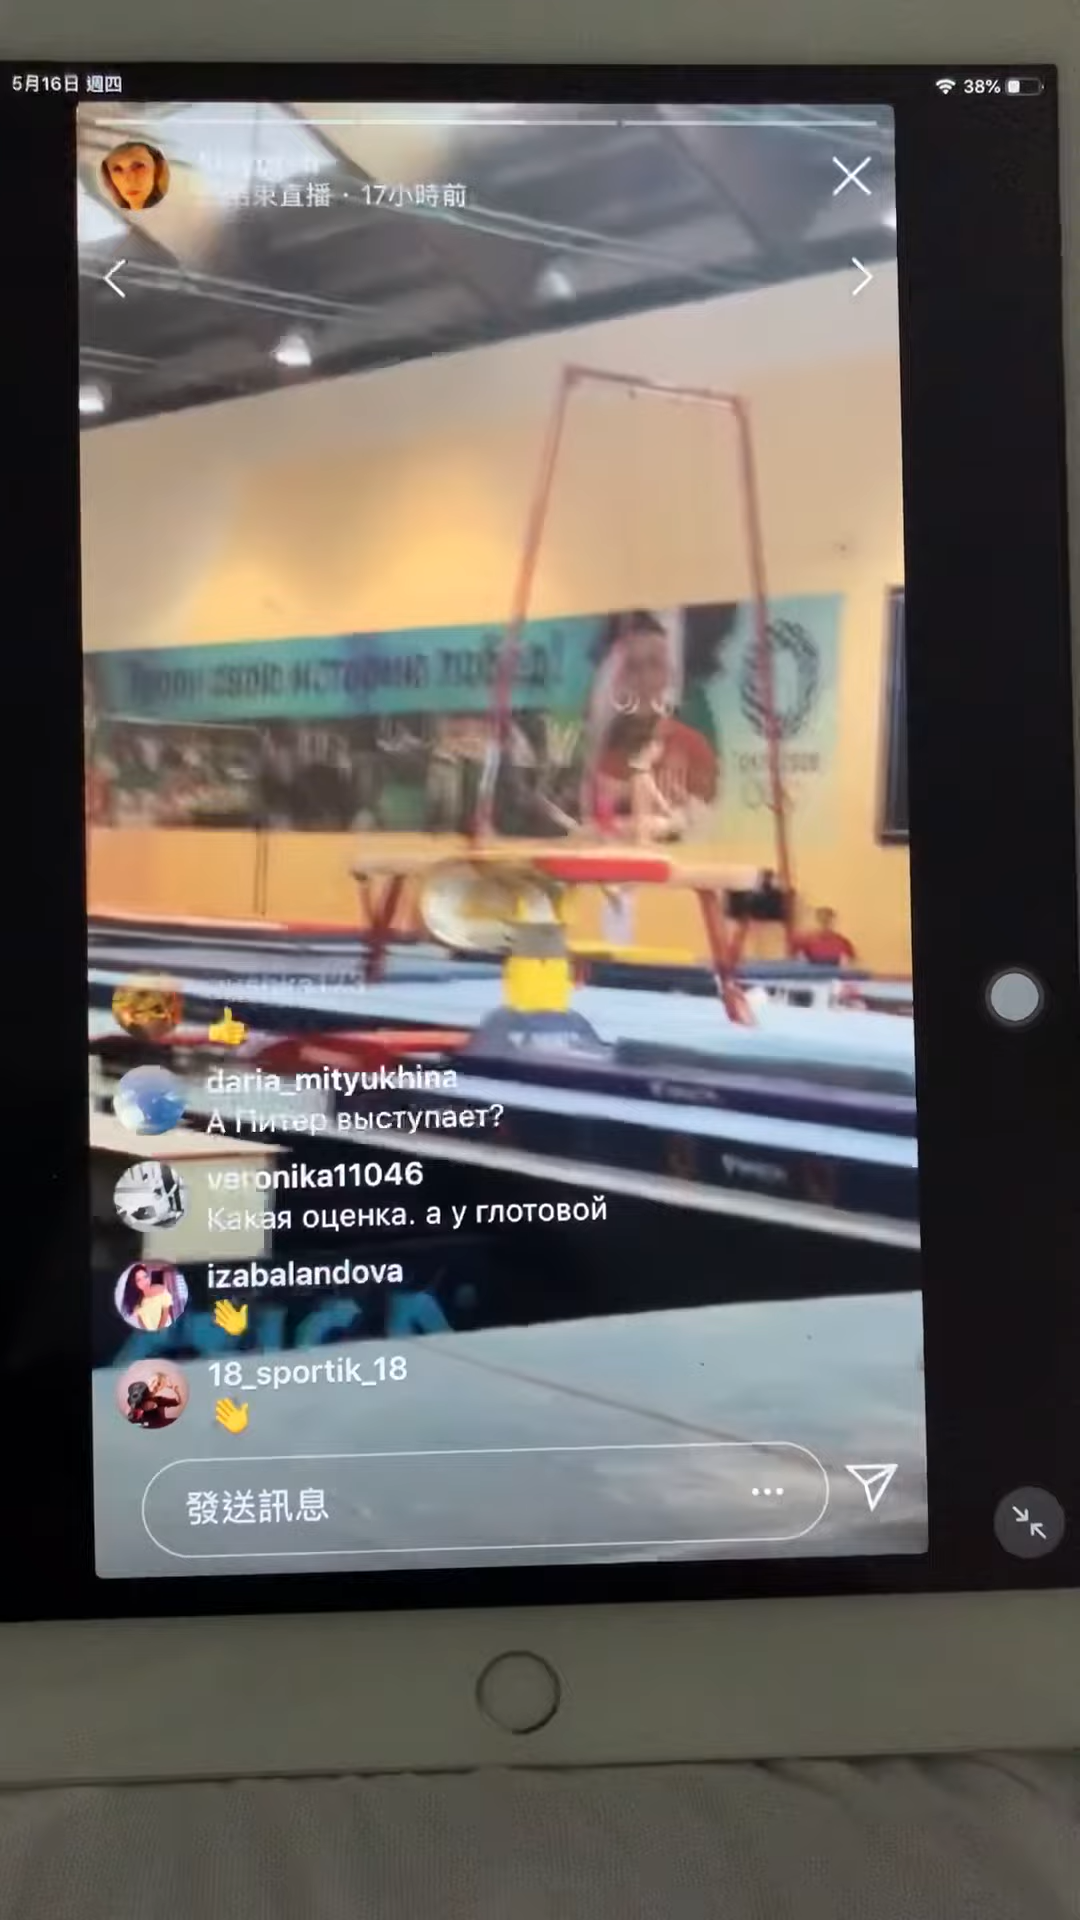 5月16日 週四
38%
束直播 · 17小時前
daria_mityukhina
А Питер выступает?
veronika11046
Какая оценка. а у глотовой
izabalandova
👋
18_sportik_18
👋
發送訊息